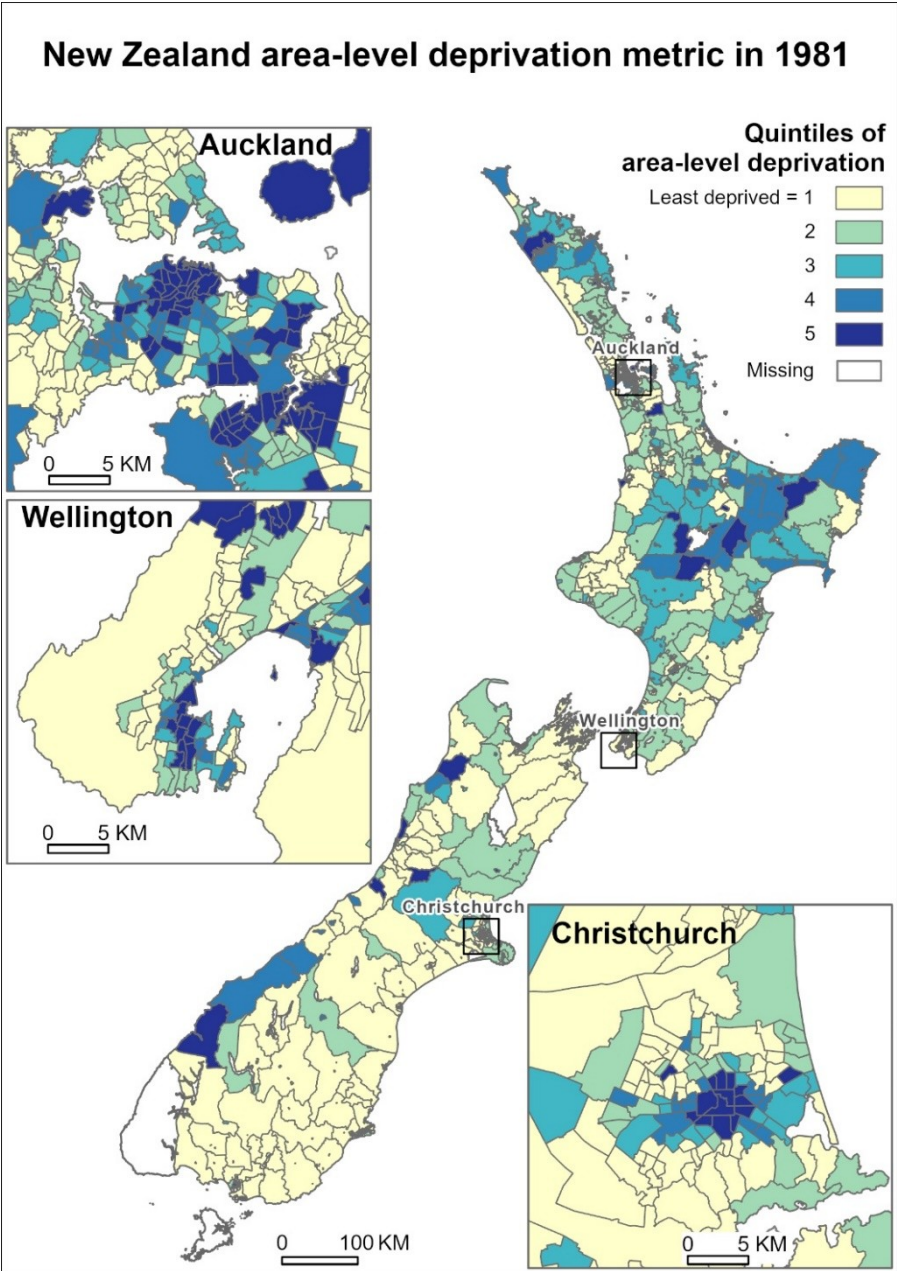 New Zealand area-level deprivation metric in 1981
Auckland
0 5 KM
Wellington
0 5 KM
Quintiles of
area-level deprivation
Least deprived = 1
2
3
4
5
Missing
Auckland
Wellington
Christchurch
0 100 KM
Christchurch
0 5 KM